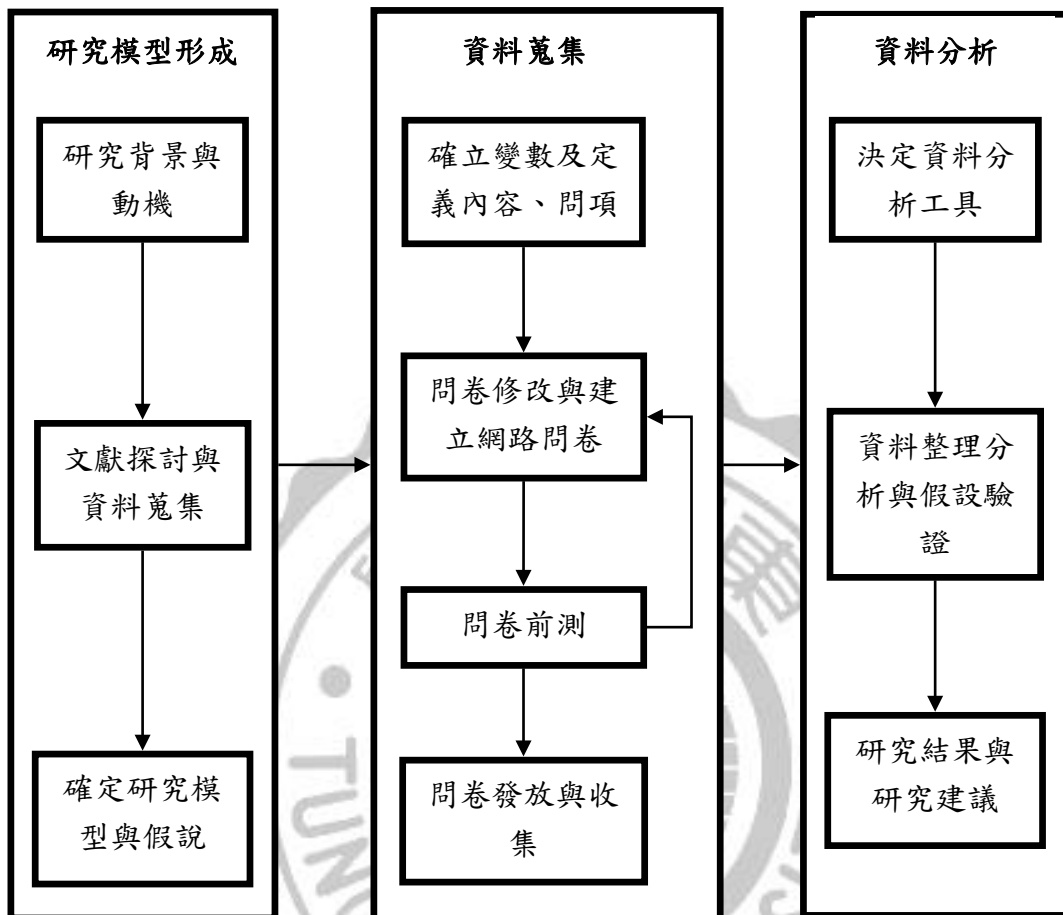 研究模型形成
研究背景與
動機
文獻探討與
資料蒐集
確定研究模
型與假說
資料蒐集
確立變數及定
義內容、問項
問卷修改與建
立網路問卷
問卷前測
問卷發放與收
集
資料分析
決定資料分
析工具
資料整理分
析與假設驗
證
研究結果與
研究建議
TUNG